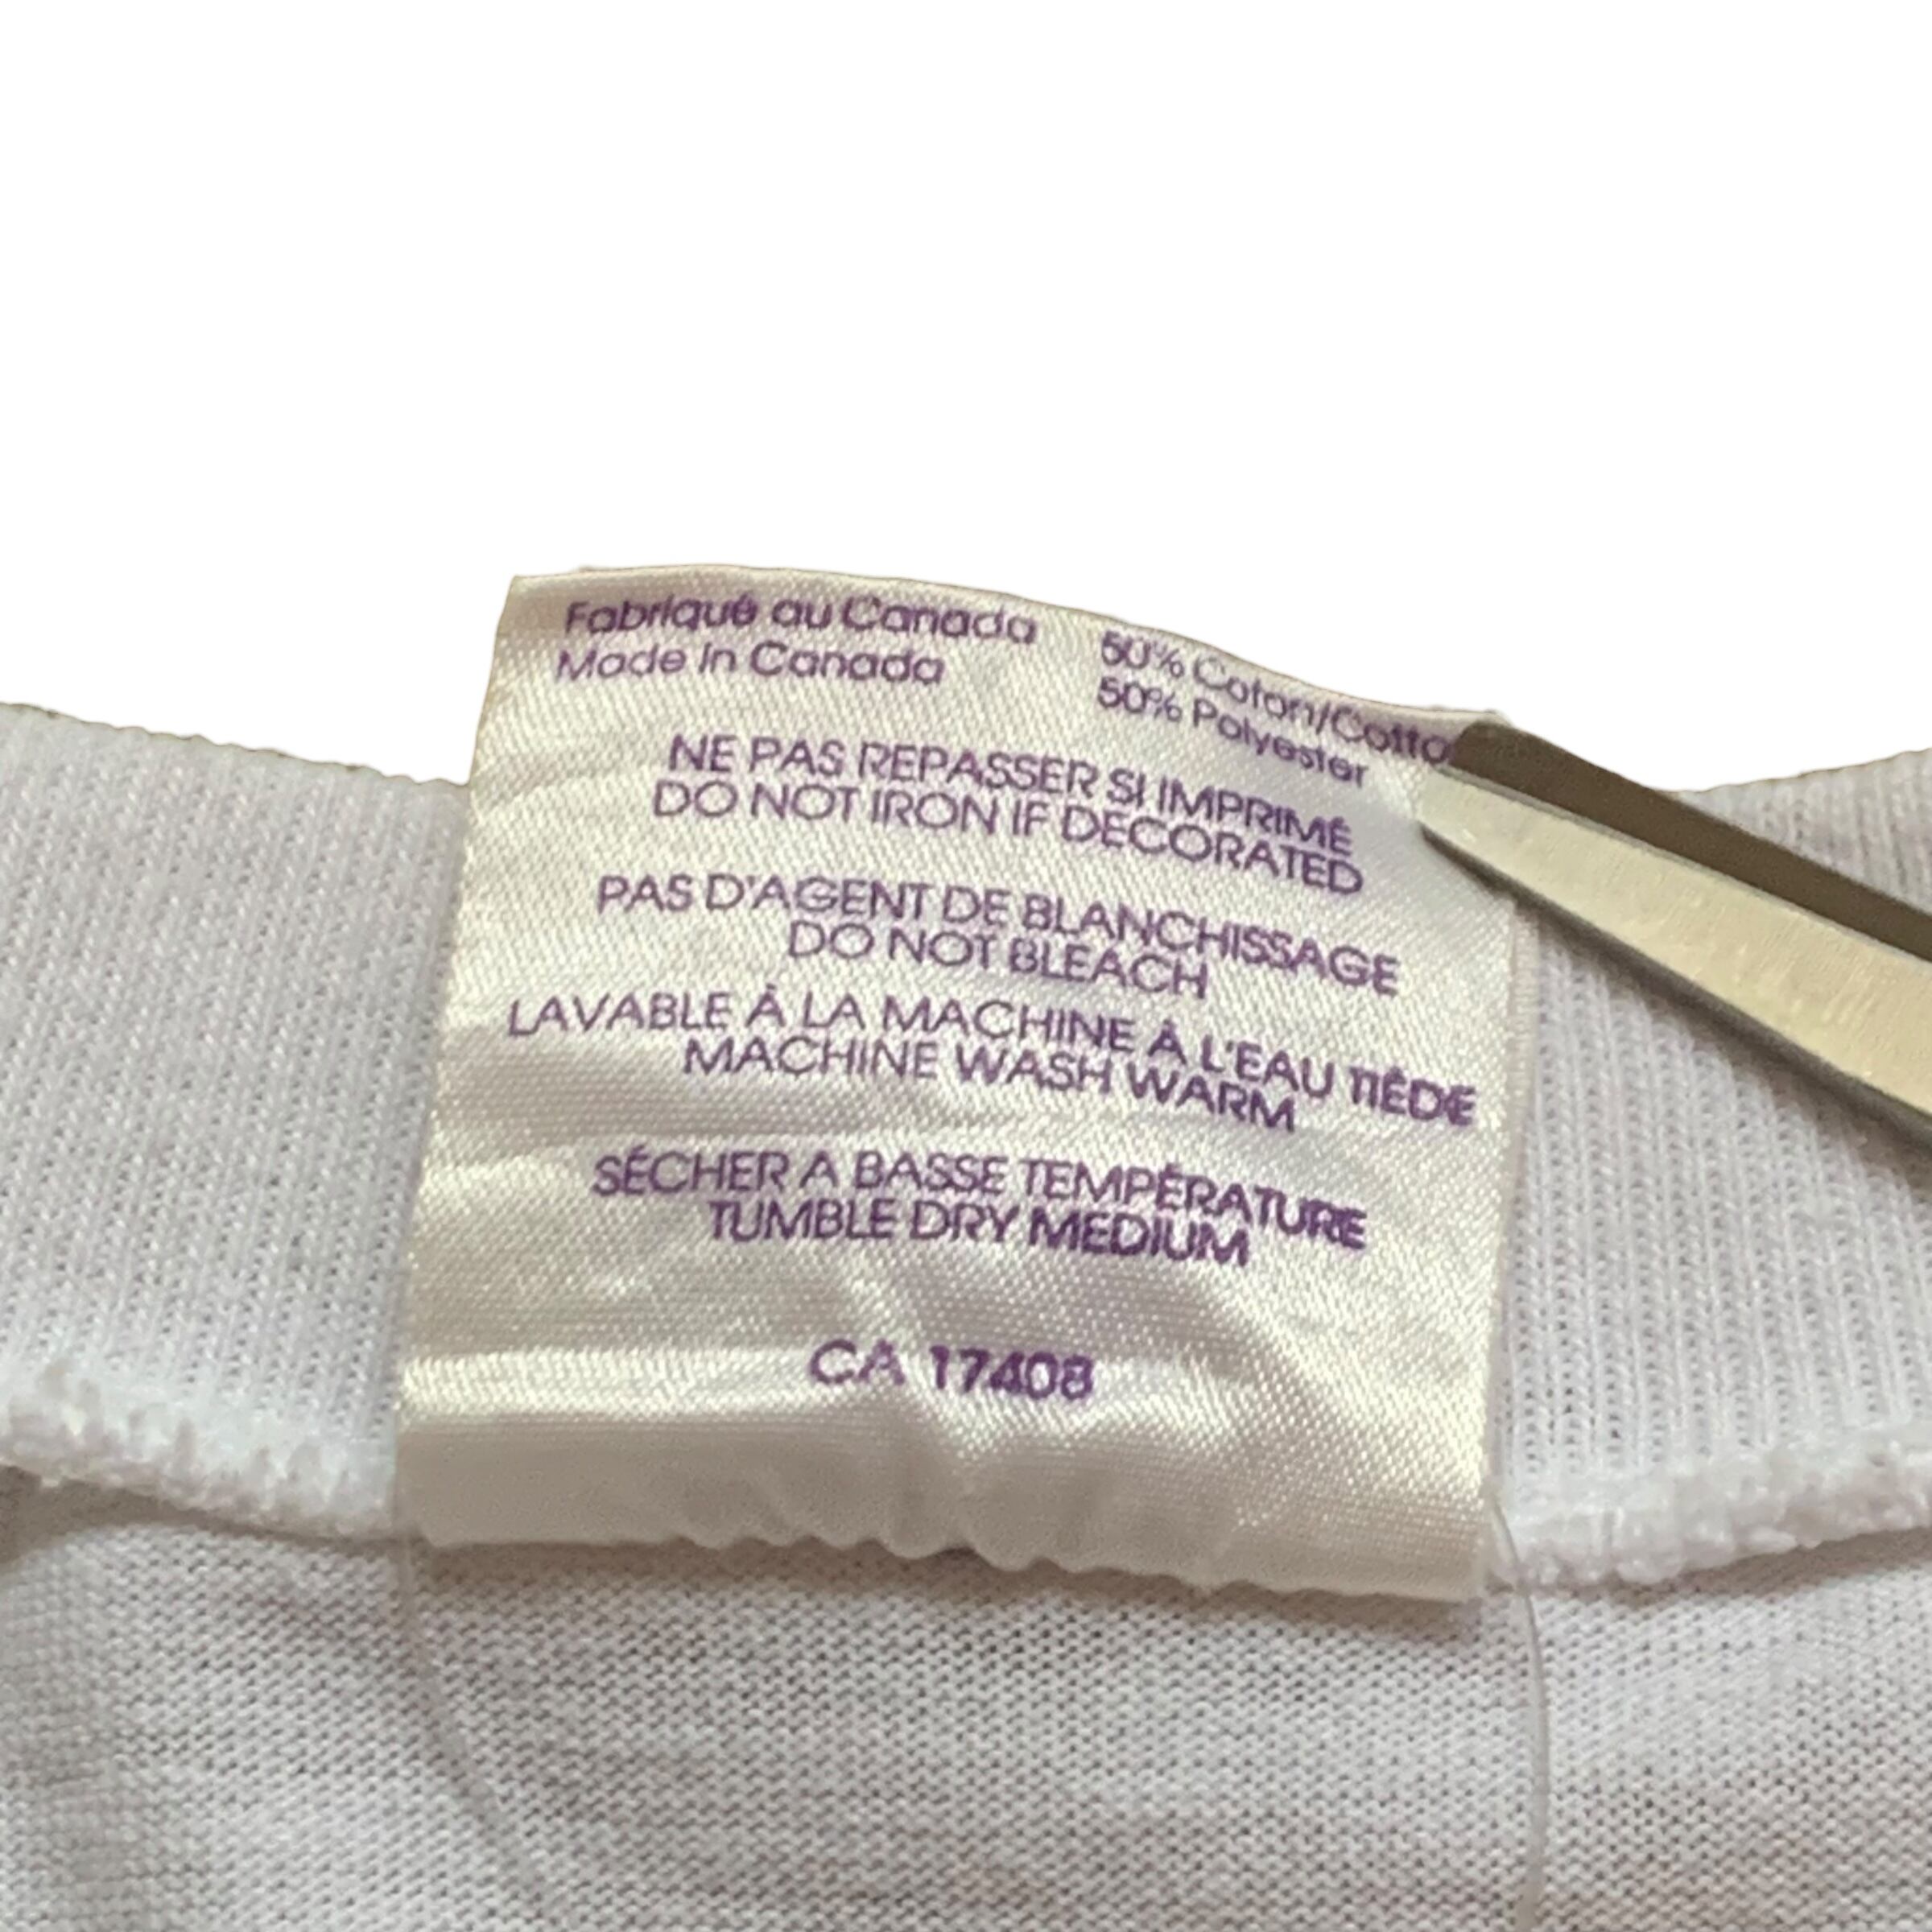 Fabriqué au Canada
Made in Canada
50% Coton/Cotto
50% Polyester
NE PAS REPASSER SI IMPRIMÉ
DO NOT IRON IF DECORATED
PAS D'AGENT DE BLANCHISSAGE
DO NOT BLEACH
LAVABLE À LA MACHINE À L'EAU TIÈDE
MACHINE WASH WARM
SÉCHER A BASSE TEMPÉRATURE
TUMBLE DRY MEDIUM
CA 17408